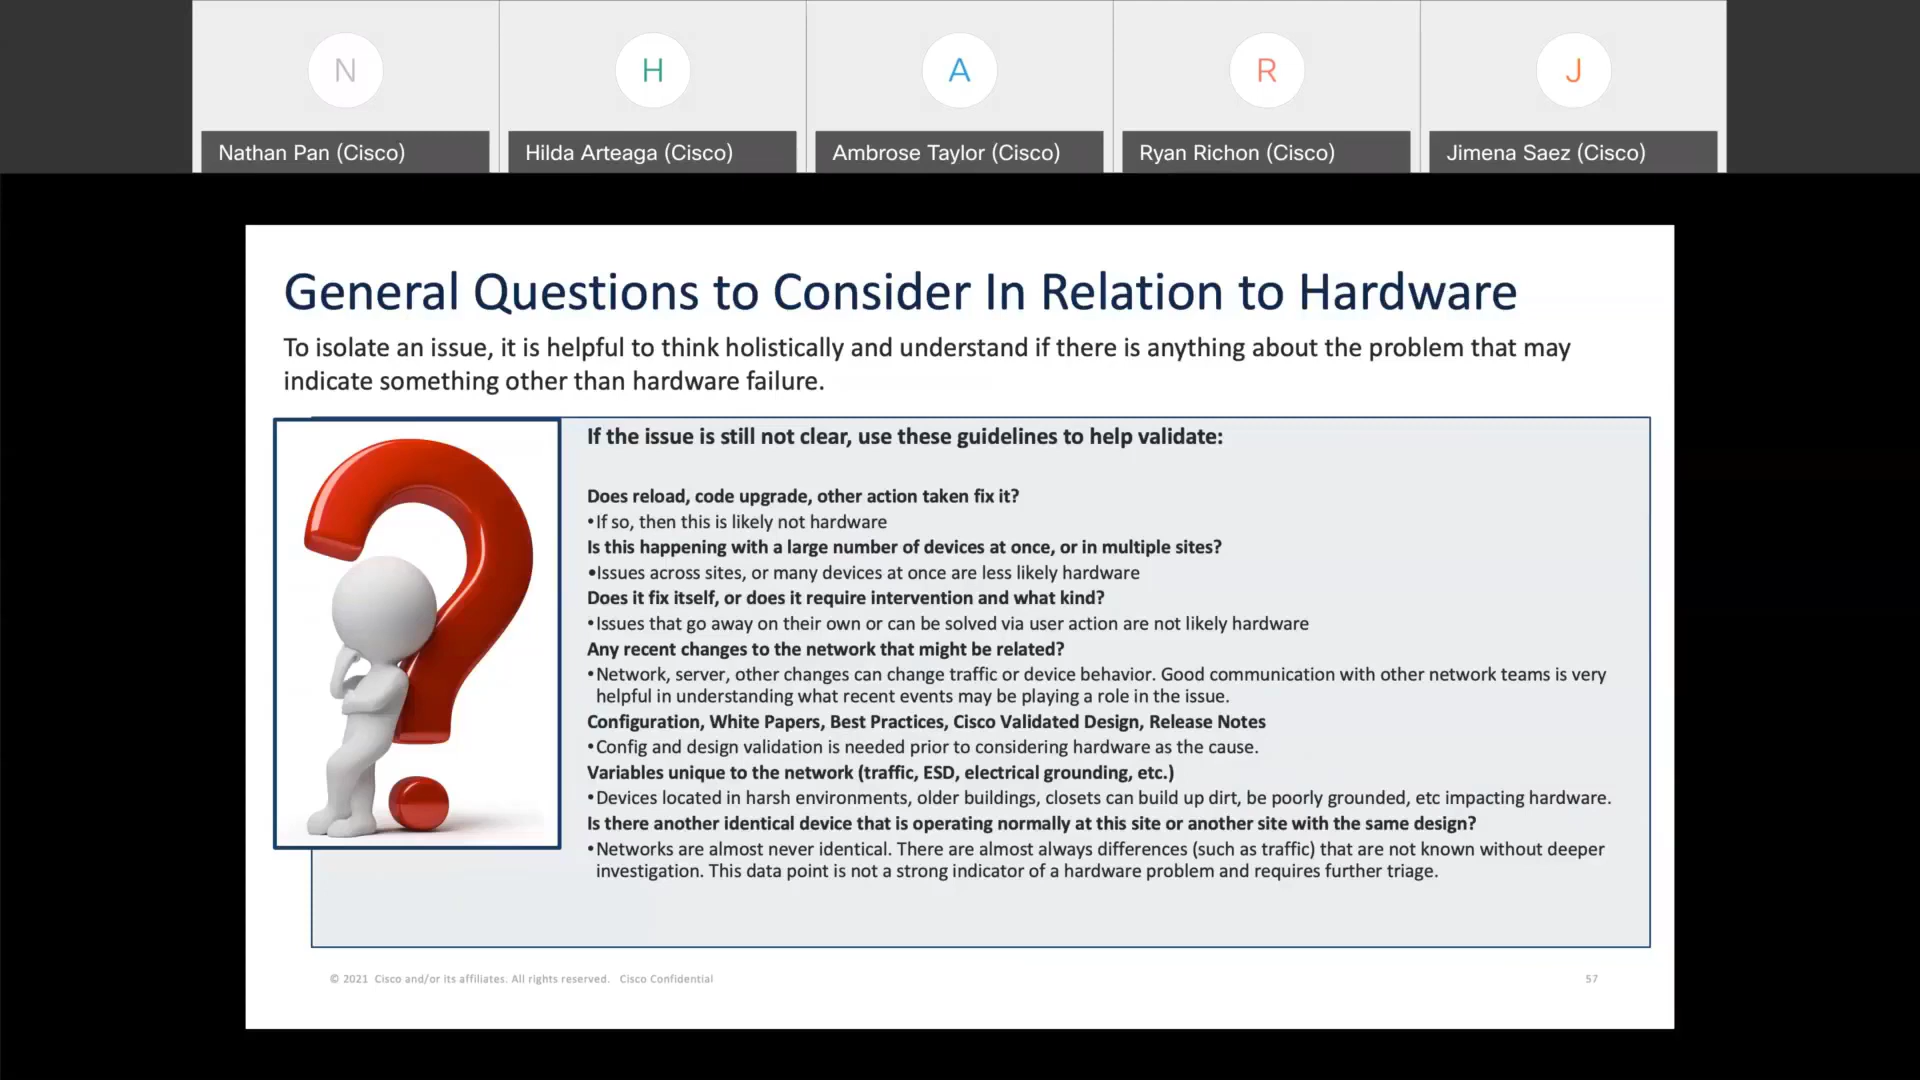 N
H
A
R
J
Nathan Pan (Cisco)
Hilda Arteaga (Cisco)
Ambrose Taylor (Cisco)
Ryan Richon (Cisco)
Jimena Saez (Cisco)
General Questions to Consider In Relation to Hardware
To isolate an issue, it is helpful to think holistically and understand if there is anything about the problem that may
indicate something other than hardware failure.
If the issue is still not clear, use these guidelines to help validate:
Does reload, code upgrade, other action taken fix it?
•If so, then this is likely not hardware
Is this happening with a large number of devices at once, or in multiple sites?
•Issues across sites, or many devices at once are less likely hardware
Does it fix itself, or does it require intervention and what kind?
•Issues that go away on their own or can be solved via user action are not likely hardware
Any recent changes to the network that might be related?
•Network, server, other changes can change traffic or device behavior. Good communication with other network teams is very
helpful in understanding what recent events may be playing a role in the issue.
Configuration, White Papers, Best Practices, Cisco Validated Design, Release Notes
•Config and design validation is needed prior to considering hardware as the cause.
Variables unique to the network (traffic, ESD, electrical grounding, etc.)
•Devices located in harsh environments, older buildings, closets can build up dirt, be poorly grounded, etc impacting hardware.
Is there another identical device that is operating normally at this site or another site with the same design?
•Networks are almost never identical. There are almost always differences (such as traffic) that are not known without deeper
investigation. This data point is not a strong indicator of a hardware problem and requires further triage.
© 2021 Cisco and/or its affiliates. All rights reserved. Cisco Confidential
57